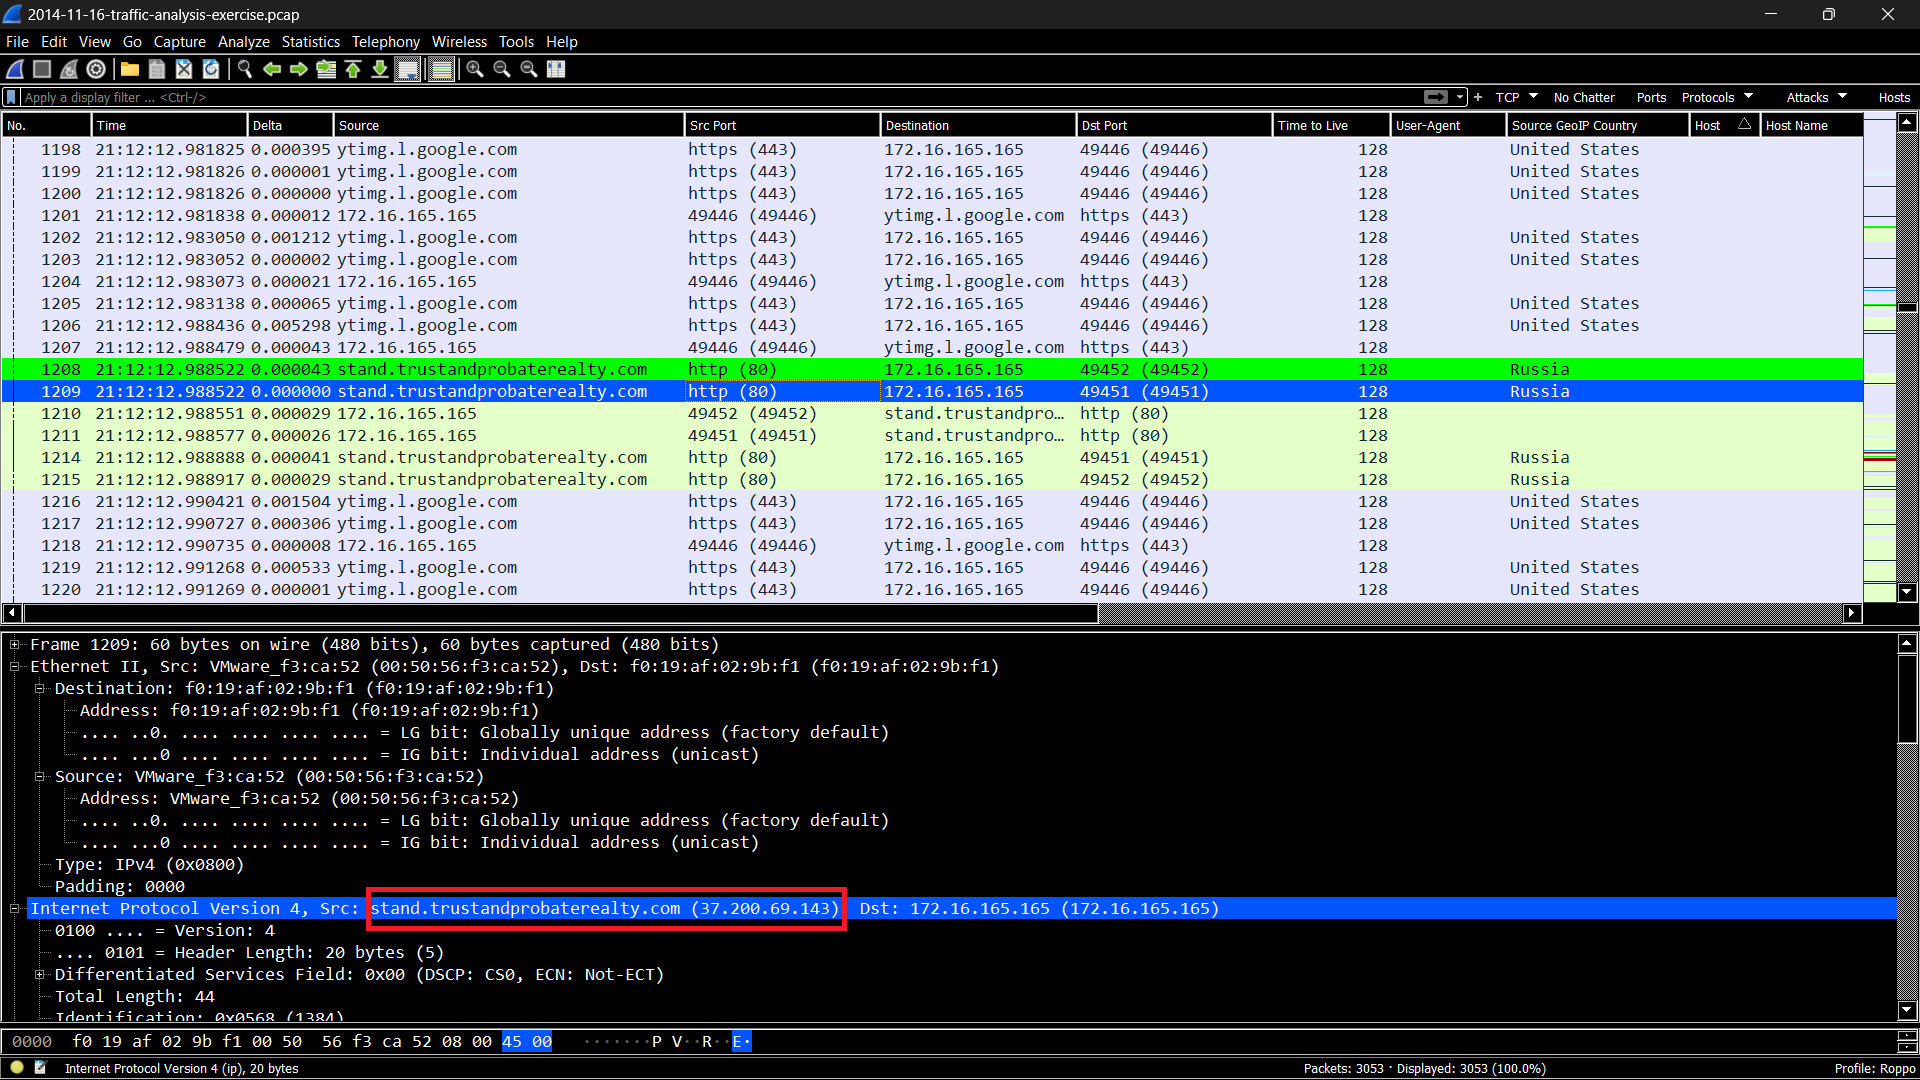 2014-11-16-traffic-analysis-exercise.pcap
File Edit View Go Capture Analyze Statistics Telephony Wireless Tools Help
Apply a display filter ... <Ctrl-/> + TCP No Chatter Ports Protocols Attacks Hosts
No. Time Delta Source Src Port Destination Dst Port Time to Live User-Agent Source GeoIP Country Host Host Name
1198 21:12:12.981825 0.000395 ytimg.l.google.com https (443) 172.16.165.165 49446 (49446) 128 United States
1199 21:12:12.981826 0.000001 ytimg.l.google.com https (443) 172.16.165.165 49446 (49446) 128 United States
1200 21:12:12.981826 0.000000 ytimg.l.google.com https (443) 172.16.165.165 49446 (49446) 128 United States
1201 21:12:12.981838 0.000012 172.16.165.165 49446 (49446) ytimg.l.google.com https (443) 128
1202 21:12:12.983050 0.001212 ytimg.l.google.com https (443) 172.16.165.165 49446 (49446) 128 United States
1203 21:12:12.983052 0.000002 ytimg.l.google.com https (443) 172.16.165.165 49446 (49446) 128 United States
1204 21:12:12.983073 0.000021 172.16.165.165 49446 (49446) ytimg.l.google.com https (443) 128
1205 21:12:12.983138 0.000065 ytimg.l.google.com https (443) 172.16.165.165 49446 (49446) 128 United States
1206 21:12:12.988436 0.005298 ytimg.l.google.com https (443) 172.16.165.165 49446 (49446) 128 United States
1207 21:12:12.988479 0.000043 172.16.165.165 49446 (49446) ytimg.l.google.com https (443) 128
1208 21:12:12.988522 0.000043 stand.trustandprobaterealty.com http (80) 172.16.165.165 49452 (49452) 128 Russia
1209 21:12:12.988522 0.000000 stand.trustandprobaterealty.com http (80) 172.16.165.165 49451 (49451) 128 Russia
1210 21:12:12.988551 0.000029 172.16.165.165 49452 (49452) stand.trustandpro… http (80) 128
1211 21:12:12.988577 0.000026 172.16.165.165 49451 (49451) stand.trustandpro… http (80) 128
1214 21:12:12.988888 0.000041 stand.trustandprobaterealty.com http (80) 172.16.165.165 49451 (49451) 128 Russia
1215 21:12:12.988917 0.000029 stand.trustandprobaterealty.com http (80) 172.16.165.165 49452 (49452) 128 Russia
1216 21:12:12.990421 0.001504 ytimg.l.google.com https (443) 172.16.165.165 49446 (49446) 128 United States
1217 21:12:12.990727 0.000306 ytimg.l.google.com https (443) 172.16.165.165 49446 (49446) 128 United States
1218 21:12:12.990735 0.000008 172.16.165.165 49446 (49446) ytimg.l.google.com https (443) 128
1219 21:12:12.991268 0.000533 ytimg.l.google.com https (443) 172.16.165.165 49446 (49446) 128 United States
1220 21:12:12.991269 0.000001 ytimg.l.google.com https (443) 172.16.165.165 49446 (49446) 128 United States
Frame 1209: 60 bytes on wire (480 bits), 60 bytes captured (480 bits)
Ethernet II, Src: VMware_f3:ca:52 (00:50:56:f3:ca:52), Dst: f0:19:af:02:9b:f1 (f0:19:af:02:9b:f1)
Destination: f0:19:af:02:9b:f1 (f0:19:af:02:9b:f1)
Address: f0:19:af:02:9b:f1 (f0:19:af:02:9b:f1)
.... ..0. .... .... .... .... = LG bit: Globally unique address (factory default)
.... ...0 .... .... .... .... = IG bit: Individual address (unicast)
Source: VMware_f3:ca:52 (00:50:56:f3:ca:52)
Address: VMware_f3:ca:52 (00:50:56:f3:ca:52)
.... ..0. .... .... .... .... = LG bit: Globally unique address (factory default)
.... ...0 .... .... .... .... = IG bit: Individual address (unicast)
Type: IPv4 (0x0800)
Padding: 0000
Internet Protocol Version 4, Src: stand.trustandprobaterealty.com (37.200.69.143) Dst: 172.16.165.165 (172.16.165.165)
0100 .... = Version: 4
.... 0101 = Header Length: 20 bytes (5)
Differentiated Services Field: 0x00 (DSCP: CS0, ECN: Not-ECT)
Total Length: 44
Identification: 0x0568 (1384)
0000 f0 19 af 02 9b f1 00 50 56 f3 ca 52 08 00 45 00 ·······P V··R··E·
Internet Protocol Version 4 (ip), 20 bytes Packets: 3053 · Displayed: 3053 (100.0%) Profile: Roppo